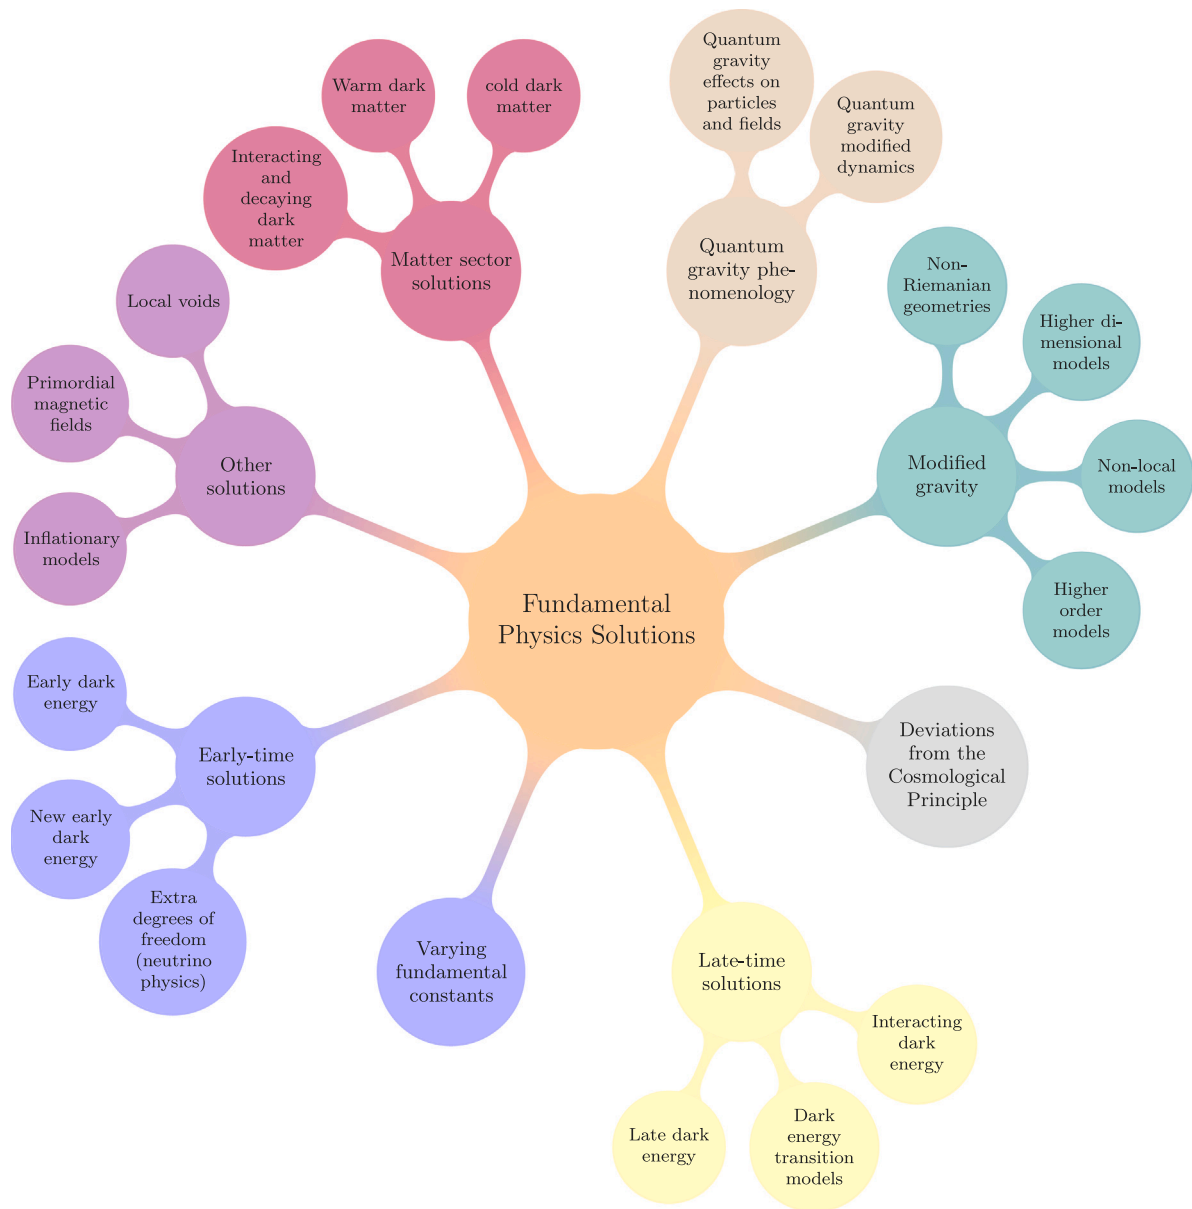 Quantum
gravity
effects on
particles
and fields
Warm dark
matter
cold dark
matter
Quantum
gravity
modified
dynamics
Interacting
and
decaying
dark
matter
Matter sector
solutions
Quantum
gravity phe-
nomenology
Non-
Riemanian
geometries
Local voids
Higher di-
mensional
models
Primordial
magnetic
fields
Other
solutions
Modified
gravity
Non-local
models
Inflationary
models
Higher
order
models
Fundamental
Physics Solutions
Early dark
energy
Early-time
solutions
Deviations
from the
Cosmological
Principle
New early
dark
energy
Extra
degrees of
freedom
(neutrino
physics)
Varying
fundamental
constants
Late-time
solutions
Interacting
dark
energy
Late dark
energy
Dark
energy
transition
models